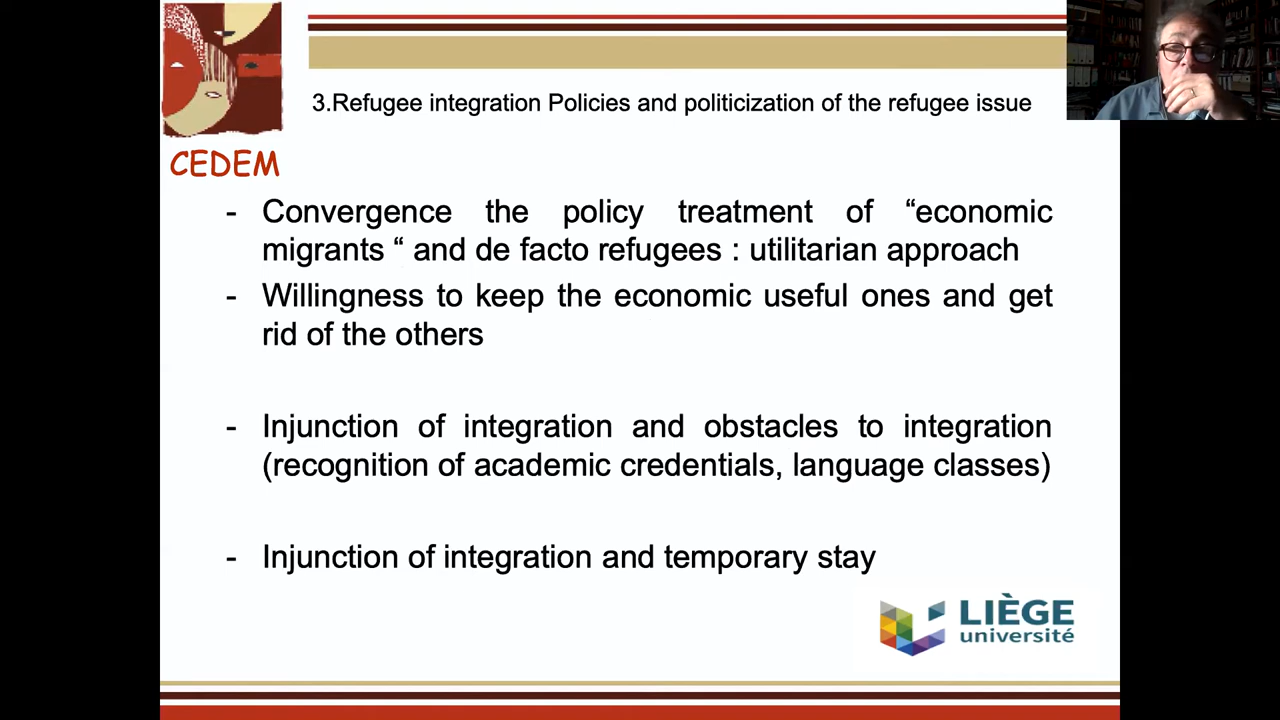 3.Refugee integration Policies and politicization of the refugee issue
CEDEM
- Convergence the policy treatment of “economic
migrants “ and de facto refugees : utilitarian approach
- Willingness to keep the economic useful ones and get
rid of the others
- Injunction of integration and obstacles to integration
(recognition of academic credentials, language classes)
- Injunction of integration and temporary stay
LIÈGE
université